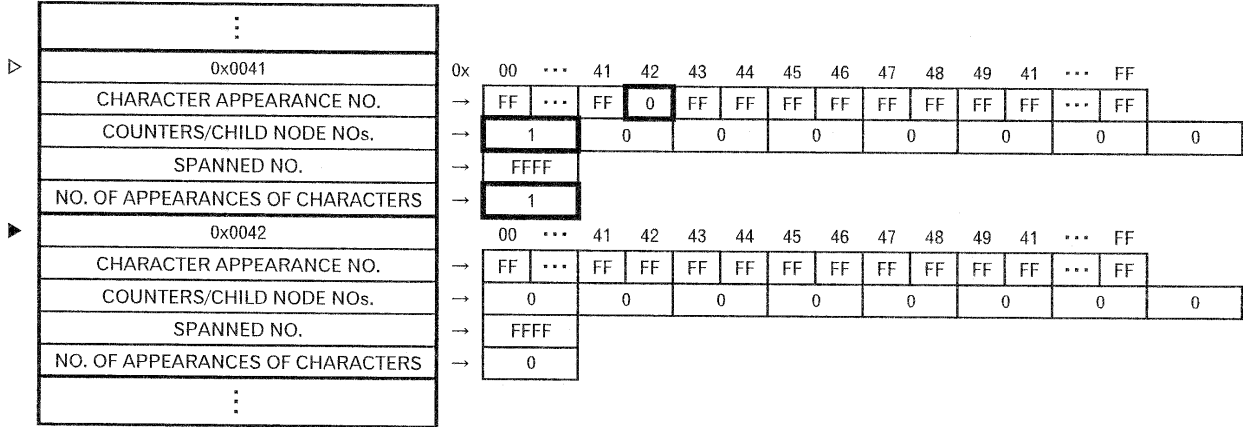 ⋮
▷ 0x0041 0x 00 ⋯ 41 42 43 44 45 46 47 48 49 41 ⋯ FF
CHARACTER APPEARANCE NO. → FF ⋯ FF 0 FF FF FF FF FF FF FF FF ⋯ FF
COUNTERS/CHILD NODE NOs. → 1 0 0 0 0 0 0 0
SPANNED NO. → FFFF
NO. OF APPEARANCES OF CHARACTERS → 1
▶ 0x0042 00 ⋯ 41 42 43 44 45 46 47 48 49 41 ⋯ FF
CHARACTER APPEARANCE NO. → FF ⋯ FF FF FF FF FF FF FF FF FF FF ⋯ FF
COUNTERS/CHILD NODE NOs. → 0 0 0 0 0 0 0 0
SPANNED NO. → FFFF
NO. OF APPEARANCES OF CHARACTERS → 0
⋮